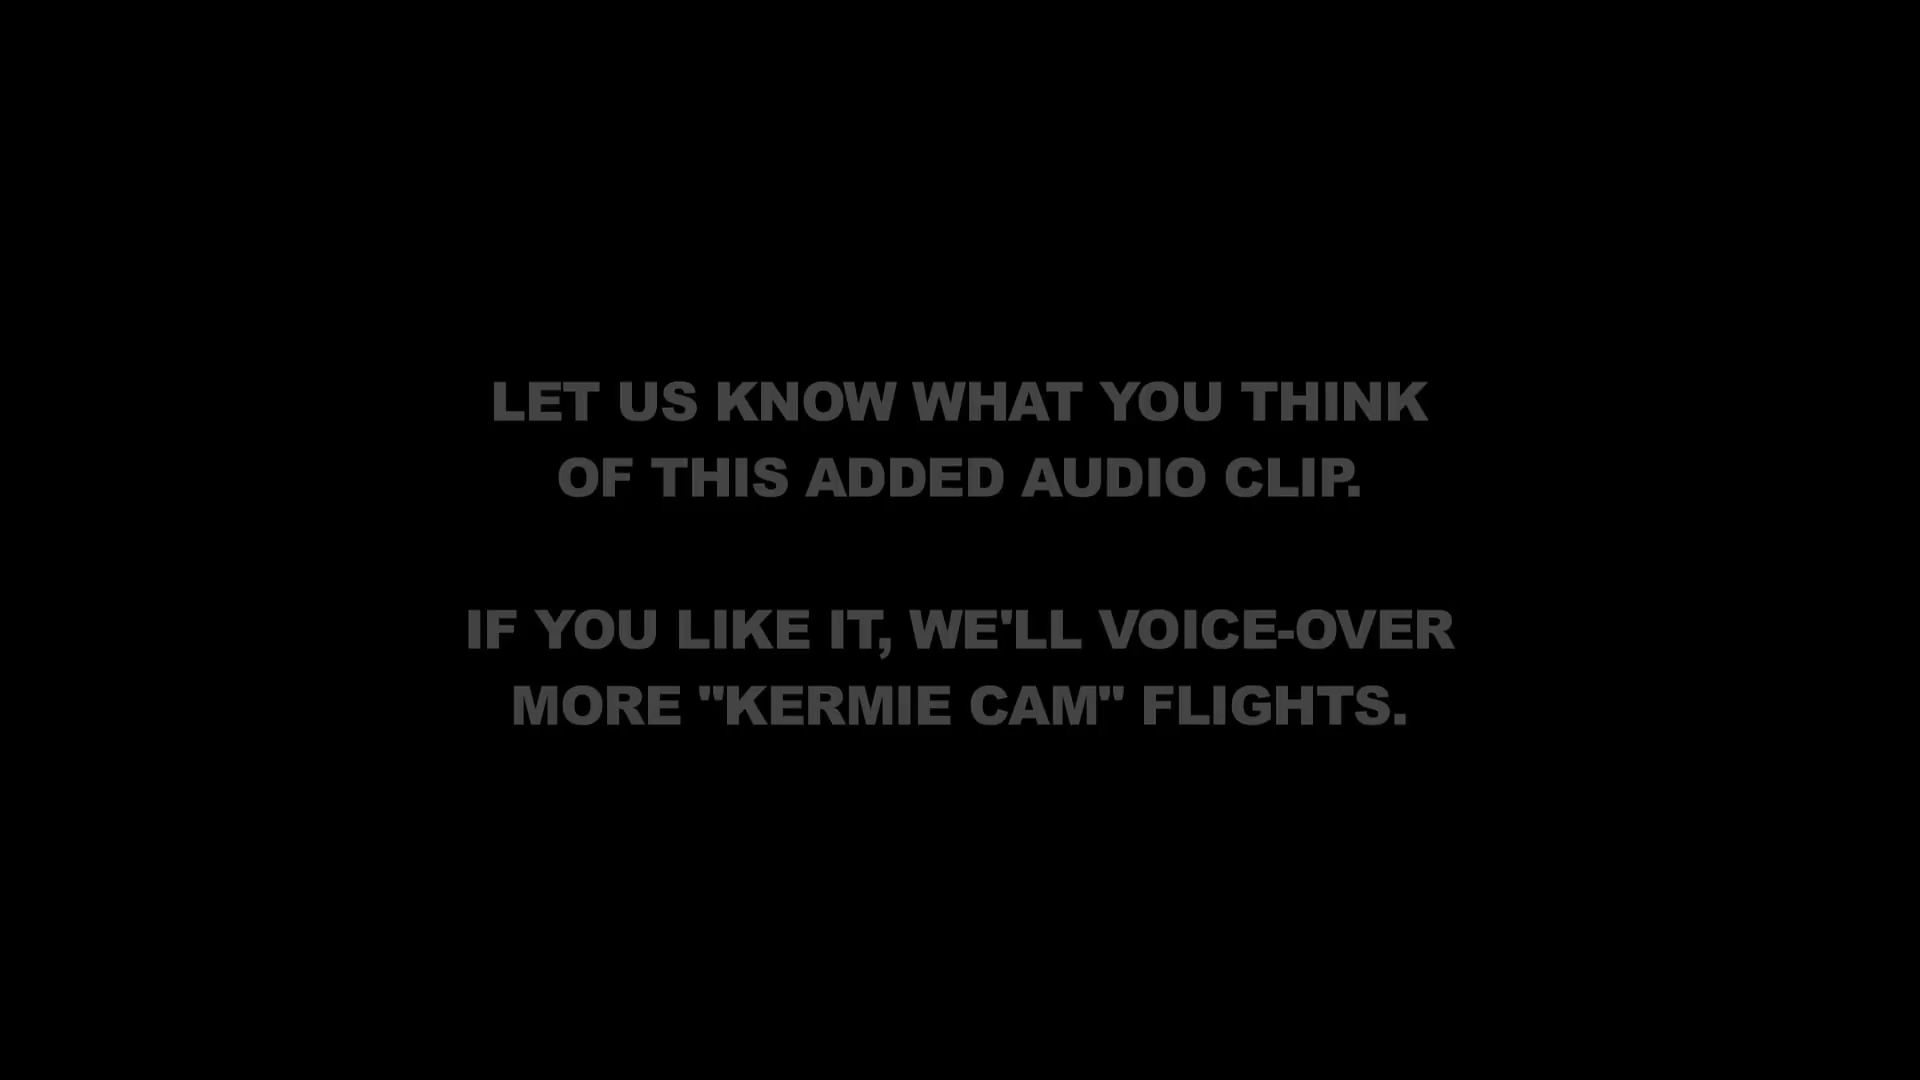 LET US KNOW WHAT YOU THINK
OF THIS ADDED AUDIO CLIP.
IF YOU LIKE IT, WE'LL VOICE-OVER
MORE "KERMIE CAM" FLIGHTS.